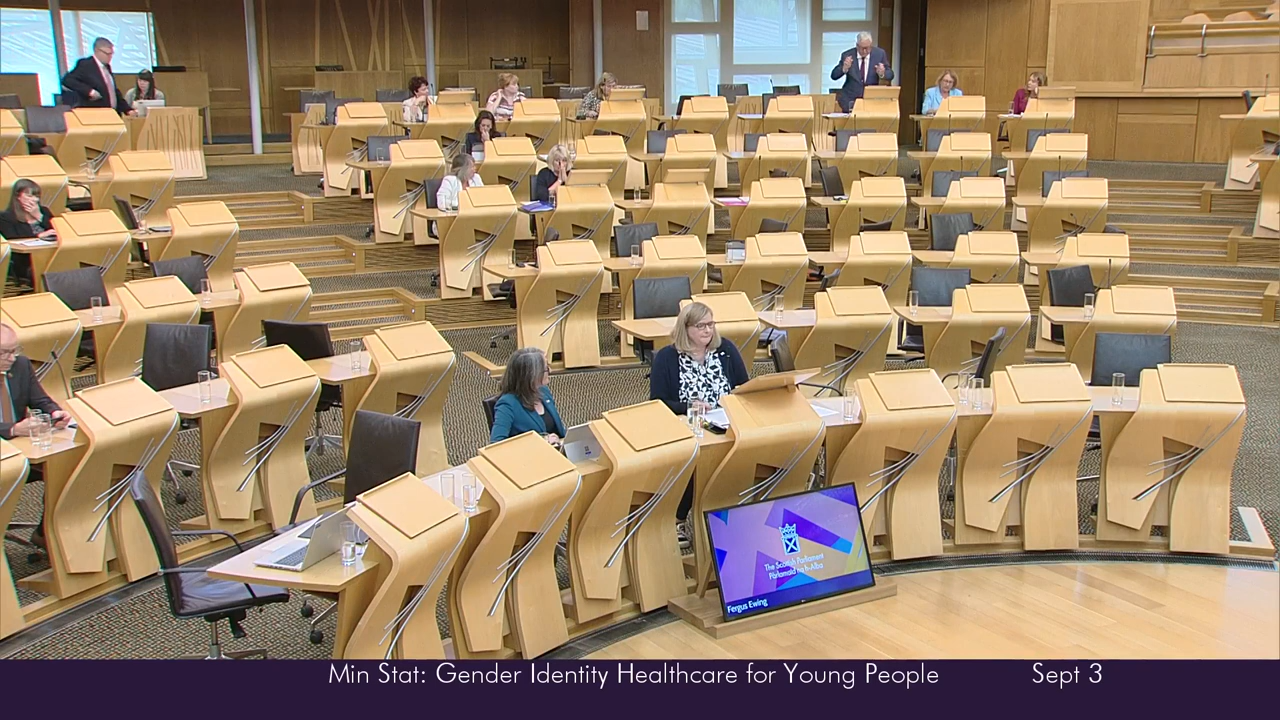 The Scottish Parliament
Pàrlamaid na h-Alba
Fergus Ewing
Min Stat: Gender Identity Healthcare for Young People Sept 3